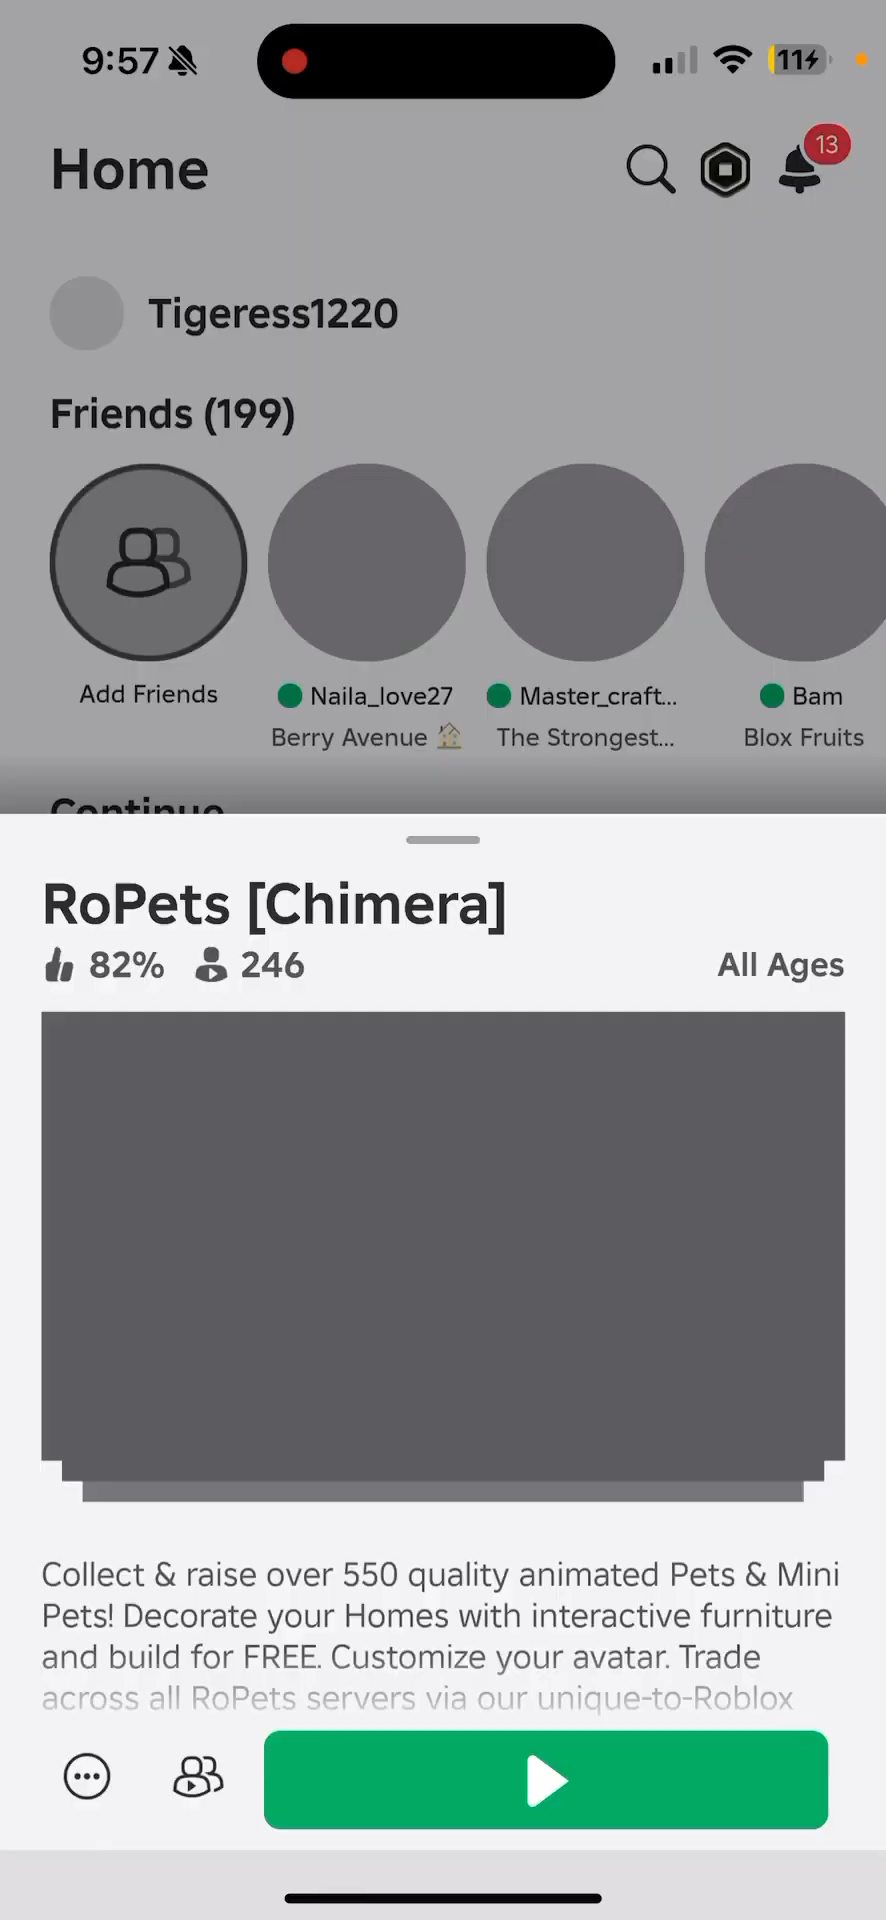 9:57
11
Home
13
Tigeress1220
Friends (199)
Add Friends
Naila_love27
Master_craft...
Bam
Berry Avenue
The Strongest...
Blox Fruits
Continue
RoPets [Chimera]
82% 246 All Ages
Collect & raise over 550 quality animated Pets & Mini
Pets! Decorate your Homes with interactive furniture
and build for FREE. Customize your avatar. Trade
across all RoPets servers via our unique-to-Roblox